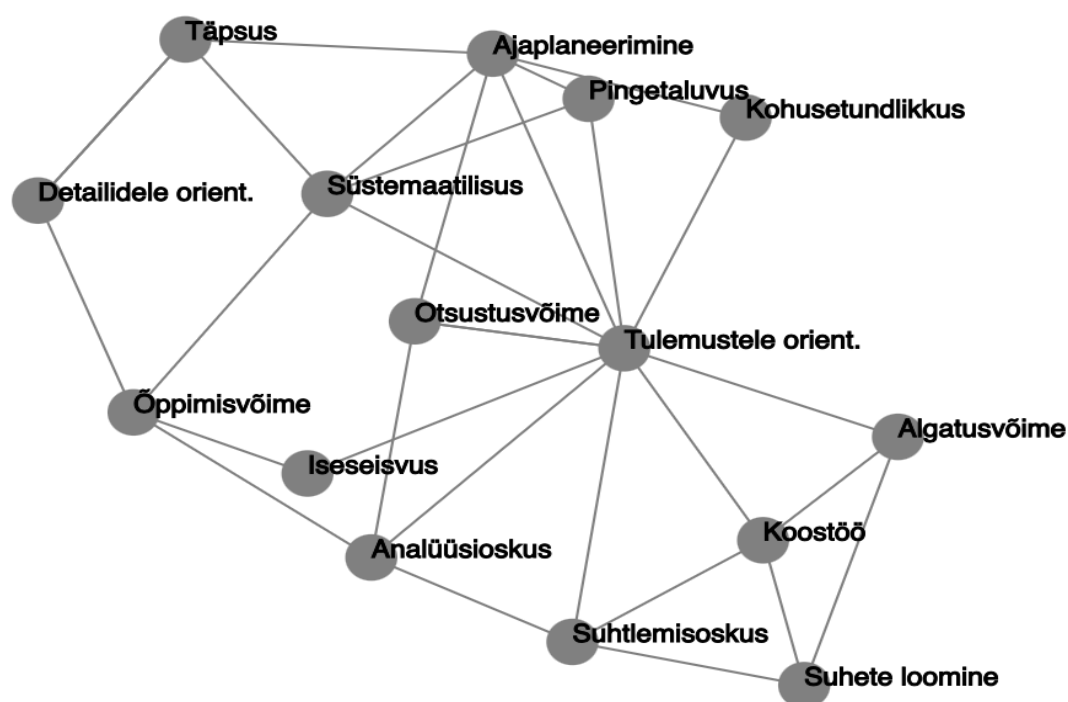 Täpsus
Ajaplaneerimine
Pingetaluvus
Kohusetundlikkus
Detailidele orient.
Süstemaatilisus
Otsustusvõime
Tulemustele orient.
Õppimisvõime
Algatusvõime
Iseseisvus
Koostöö
Analüüsioskus
Suhtlemisoskus
Suhete loomine